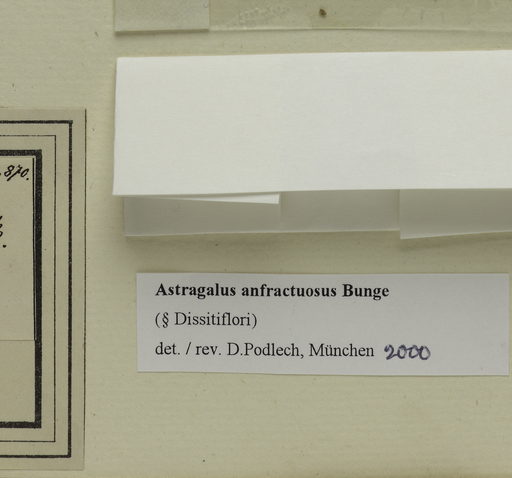 870.
Astragalus anfractuosus Bunge
(§ Dissitiflori)
det. / rev. D.Podlech, München 2000